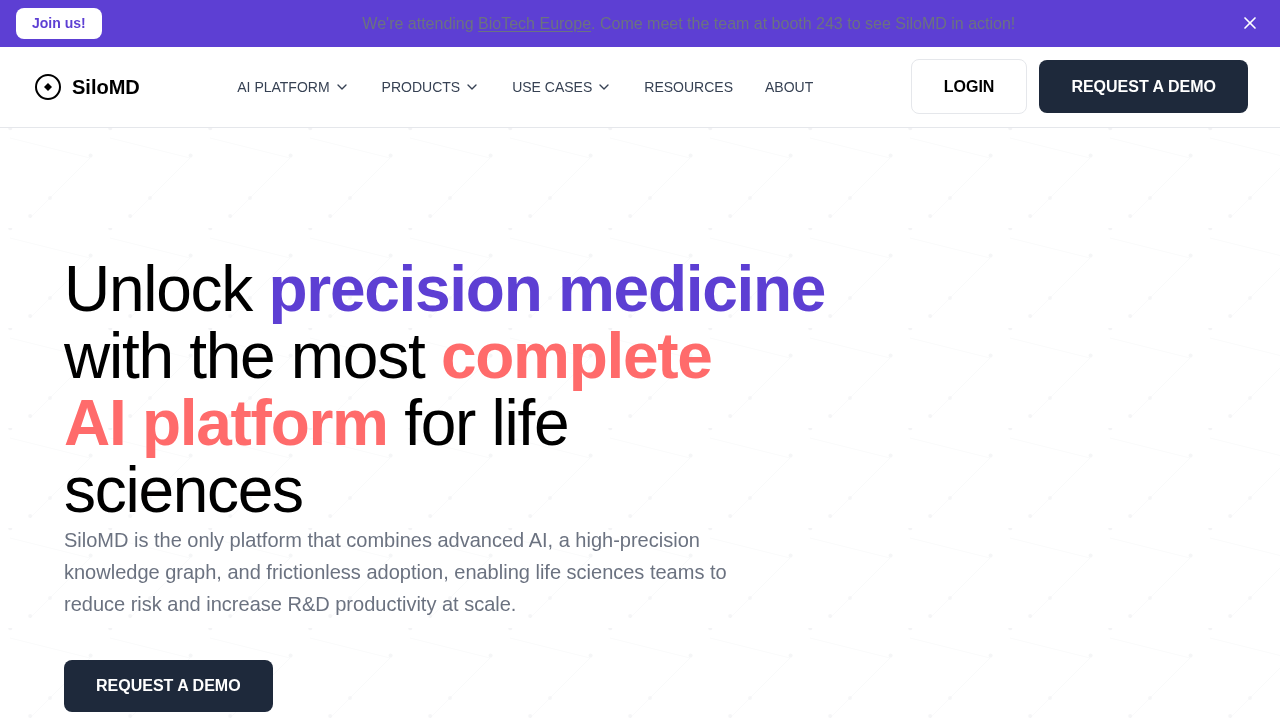 Join us!
We're attending BioTech Europe. Come meet the team at booth 243 to see SiloMD in action!
SiloMD
AI PLATFORM
PRODUCTS
USE CASES
RESOURCES
ABOUT
LOGIN
REQUEST A DEMO
Unlock precision medicine
with the most complete
AI platform for life
sciences
SiloMD is the only platform that combines advanced AI, a high-precision
knowledge graph, and frictionless adoption, enabling life sciences teams to
reduce risk and increase R&D productivity at scale.
REQUEST A DEMO